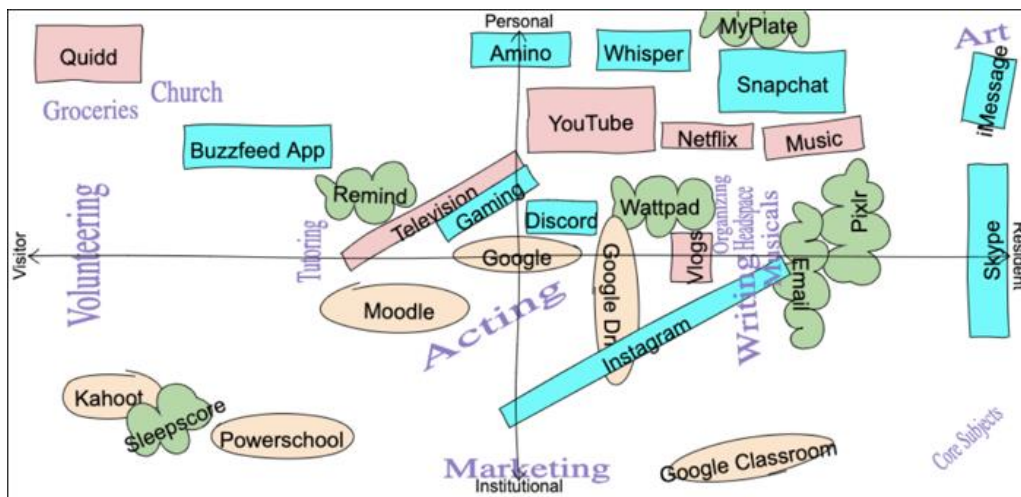 Personal
MyPlate
Art
Quidd
Amino
Whisper
Snapchat
iMessage
Groceries
Church
Buzzfeed App
YouTube
Netflix
Music
Remind
Television
Gaming
Discord
Wattpad
Organizing
Headspace
Musicals
Pixlr
Volunteering
Tutoring
Visitor
Google
Vlogs
Writing
Email
Skype
Resident
Moodle
Acting
Google Dri
Instagram
Kahoot
Sleepscore
Powerschool
Marketing
Google Classroom
Core Subjects
Institutional